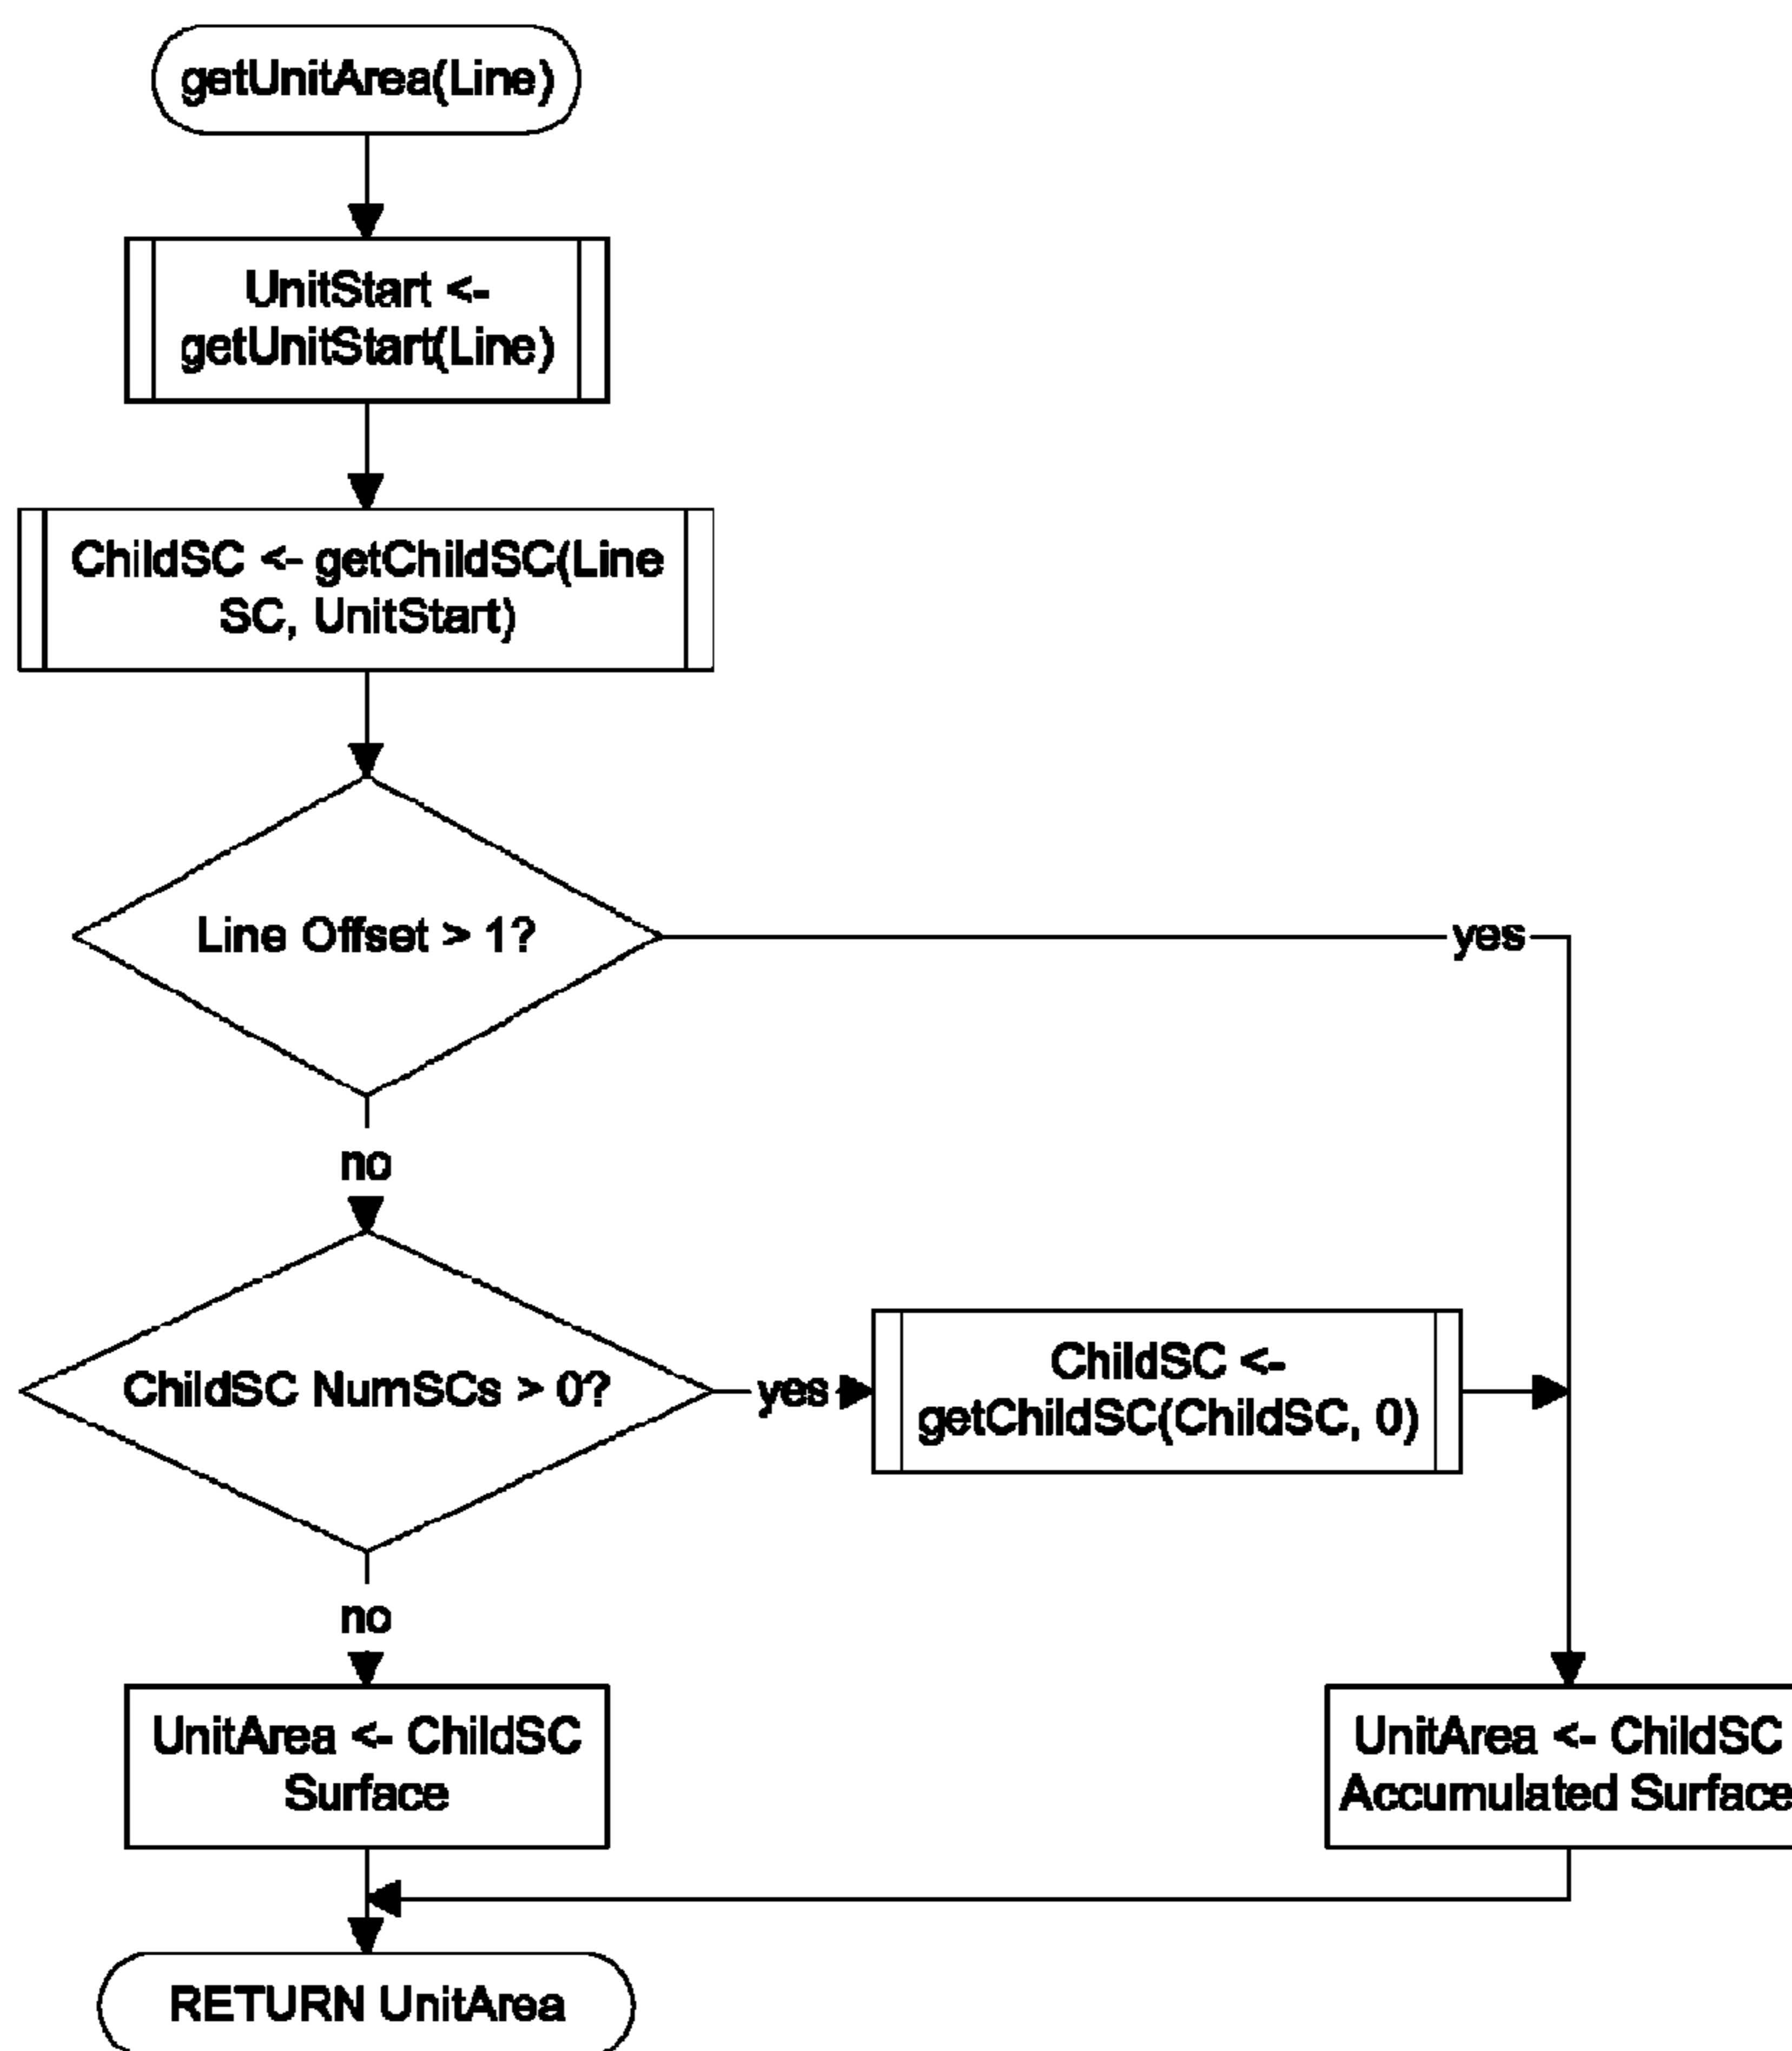 getUnitArea(Line)
UnitStart <-
getUnitStart(Line)
ChildSC <- getChildSC(Line
SC, UnitStart)
Line Offset > 1?
yes
no
ChildSC NumSCs > 0?
yes
ChildSC <-
getChildSC(ChildSC, 0)
no
UnitArea <- ChildSC
Surface
UnitArea <- ChildSC
Accumulated Surface
RETURN UnitArea